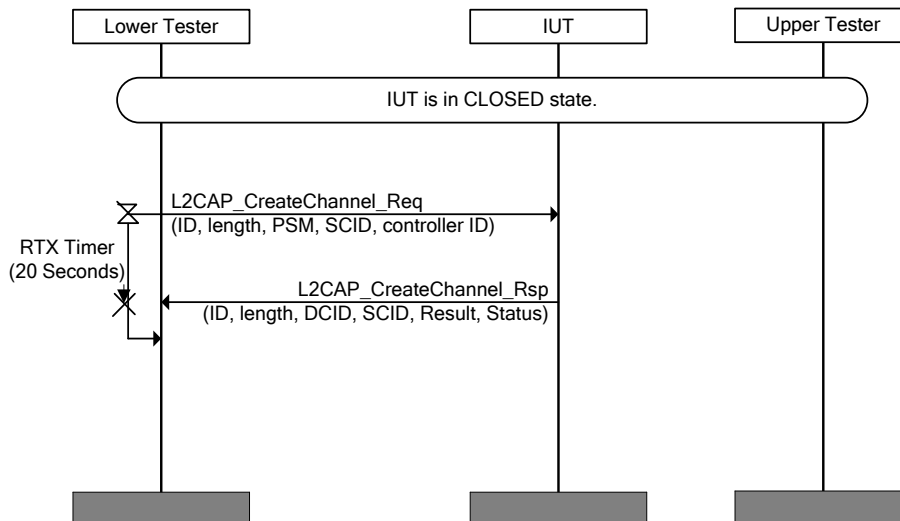 Lower Tester
IUT
Upper Tester
IUT is in CLOSED state.
L2CAP_CreateChannel_Req
(ID, length, PSM, SCID, controller ID)
RTX Timer
(20 Seconds)
L2CAP_CreateChannel_Rsp
(ID, length, DCID, SCID, Result, Status)